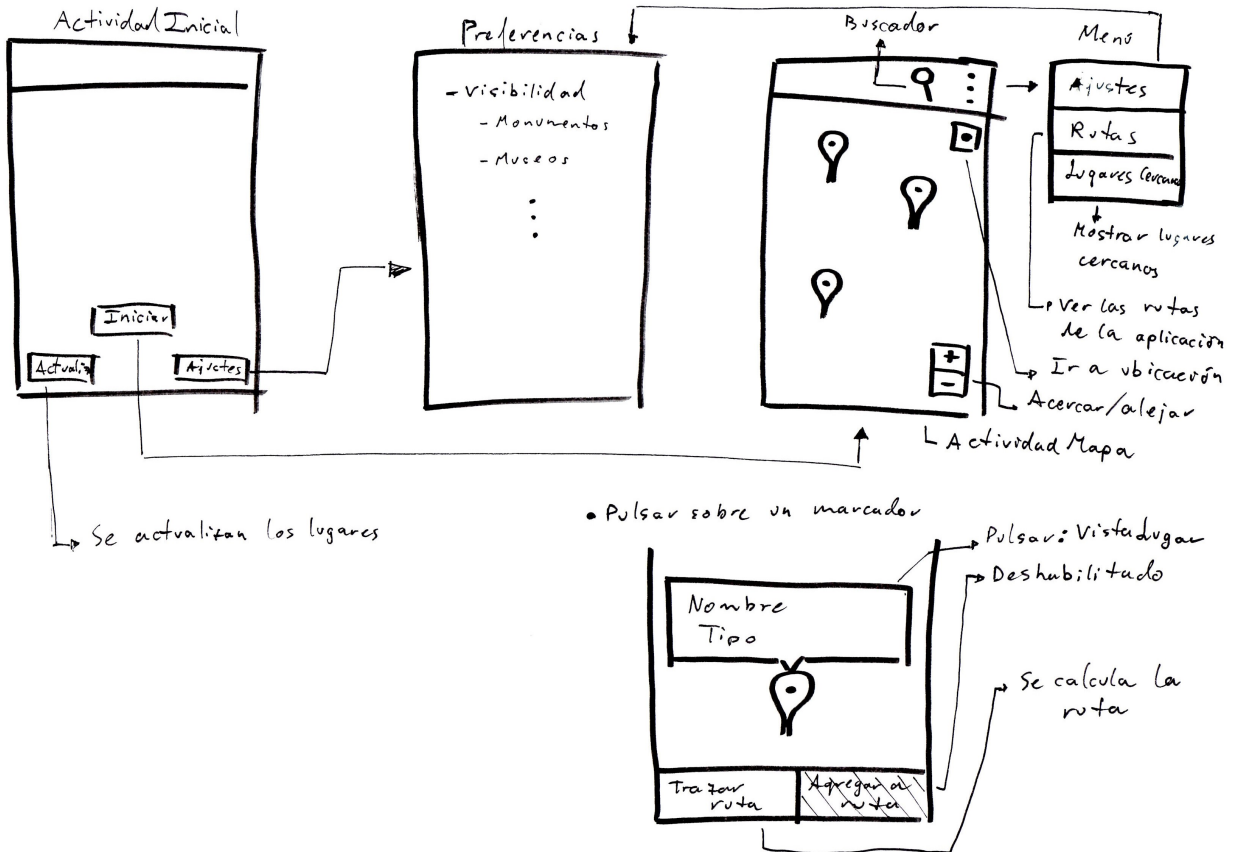 Actividad Inicial
Iniciar
Actualiz
Ajustes
Se actualizan los lugares
Preferencias
- Visibilidad
- Monumentos
- Museos
Buscador
Menú
Ajustes
Rutas
Lugares Cercanos
Mostrar lugares
cercanos
Ver las rutas
de la aplicación
Ir a ubicación
Acercar/alejar
Actividad Mapa
• Pulsar sobre un marcador
Nombre
Tipo
Trazar
ruta
Agregar a
ruta
Pulsar: VistaLugar
Deshabilitado
Se calcula la
ruta